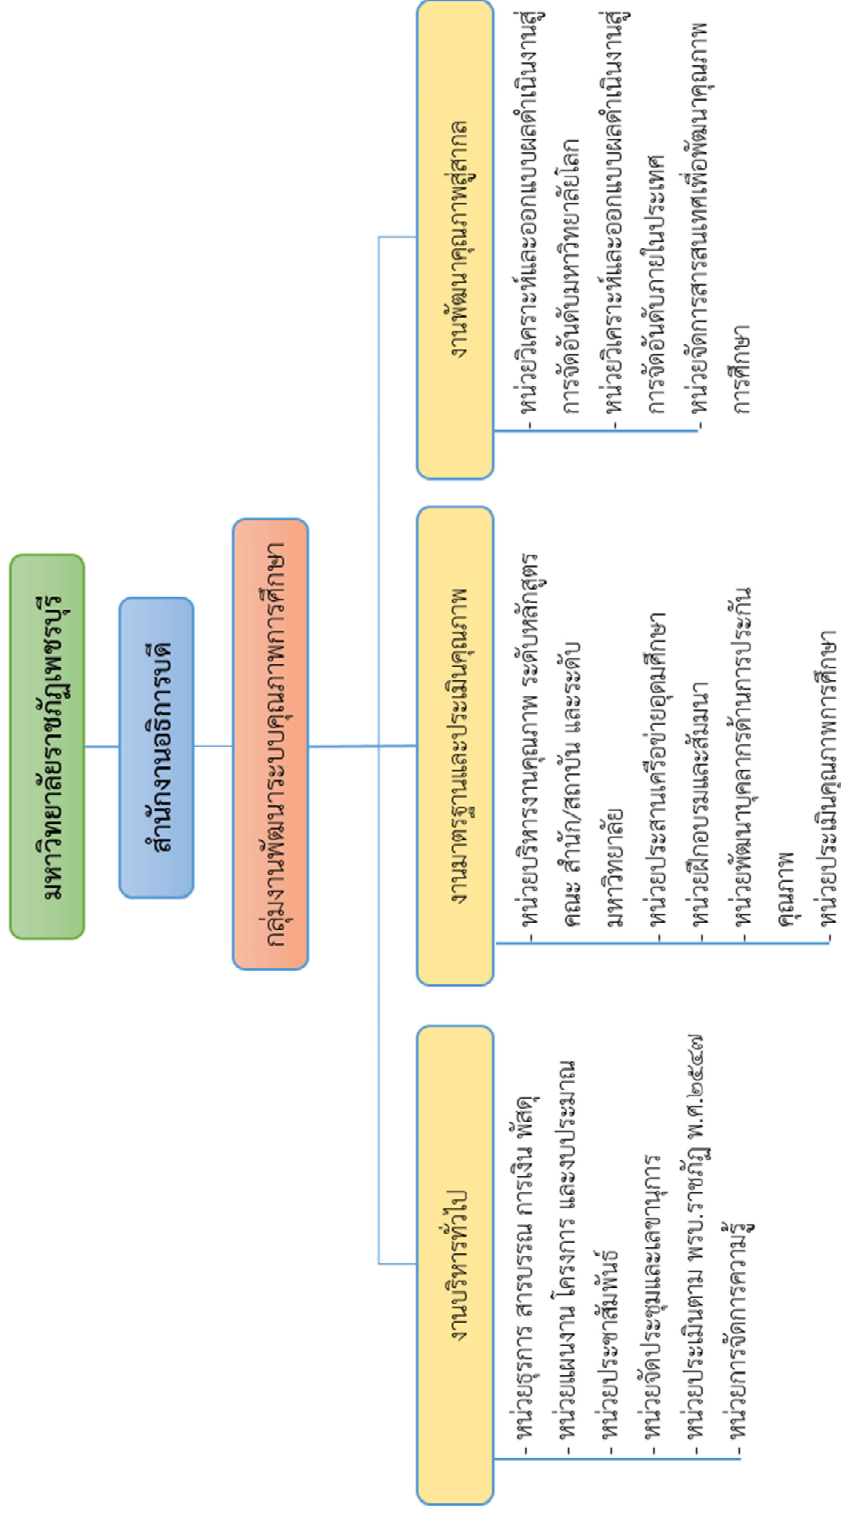 มหาวิทยาลัยราชภัฏเพชรบุรี
สำนักงานอธิการบดี
กลุ่มงานพัฒนาระบบคุณภาพการศึกษา
งานบริหารทั่วไป
- หน่วยธุรการ สารบรรณ การเงิน พัสดุ
- หน่วยแผนงาน โครงการ และงบประมาณ
- หน่วยประชาสัมพันธ์
- หน่วยจัดประชุมและเลขานุการ
- หน่วยประเมินตาม พรบ.ราชภัฏ พ.ศ.๒๕๔๗
- หน่วยการจัดการความรู้
งานมาตรฐานและประเมินคุณภาพ
- หน่วยบริหารงานคุณภาพ ระดับหลักสูตร
คณะ สำนัก/สถาบัน และระดับ
มหาวิทยาลัย
- หน่วยประสานเครือข่ายอุดมศึกษา
- หน่วยฝึกอบรมและสัมมนา
- หน่วยพัฒนาบุคลากรด้านการประกัน
คุณภาพ
- หน่วยประเมินคุณภาพการศึกษา
งานพัฒนาคุณภาพสู่สากล
- หน่วยวิเคราะห์และออกแบบผลดำเนินงานสู่
การจัดอันดับมหาวิทยาลัยโลก
- หน่วยวิเคราะห์และออกแบบผลดำเนินงานสู่
การจัดอันดับภายในประเทศ
- หน่วยจัดการสารสนเทศเพื่อพัฒนาคุณภาพ
การศึกษา